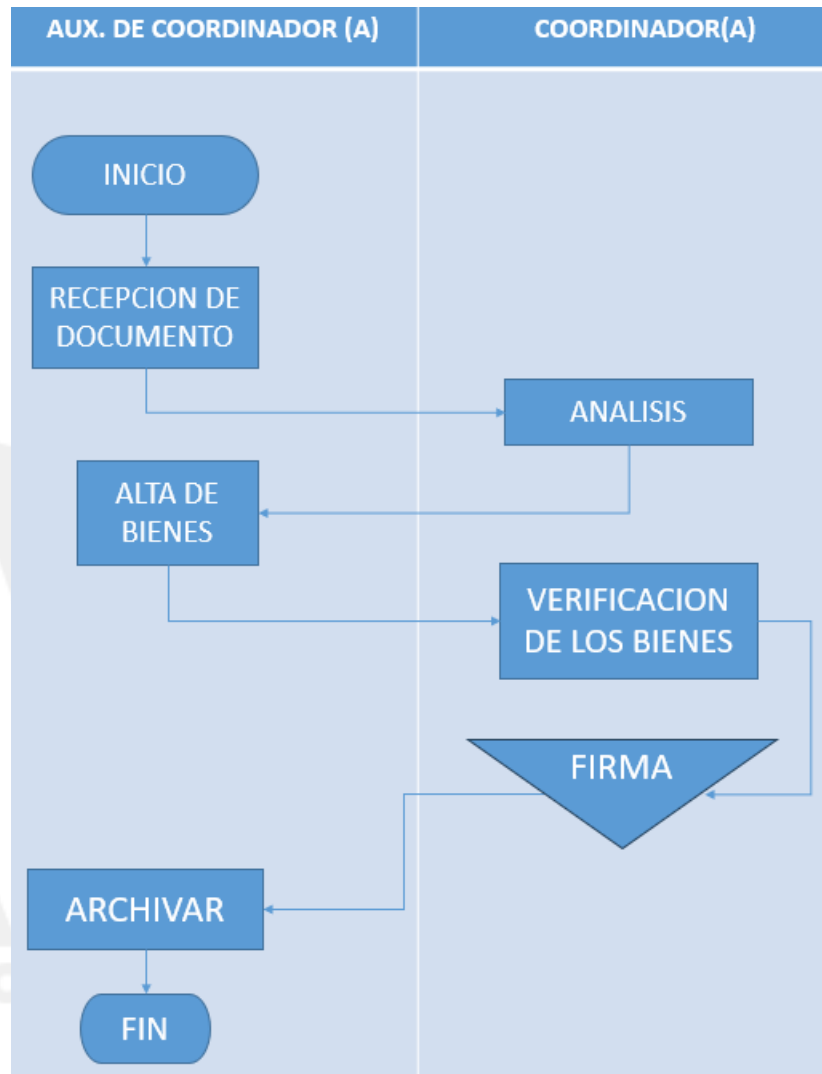 AUX. DE COORDINADOR (A)
COORDINADOR(A)
INICIO
RECEPCION DE
DOCUMENTO
ANALISIS
ALTA DE
BIENES
VERIFICACION
DE LOS BIENES
FIRMA
ARCHIVAR
FIN